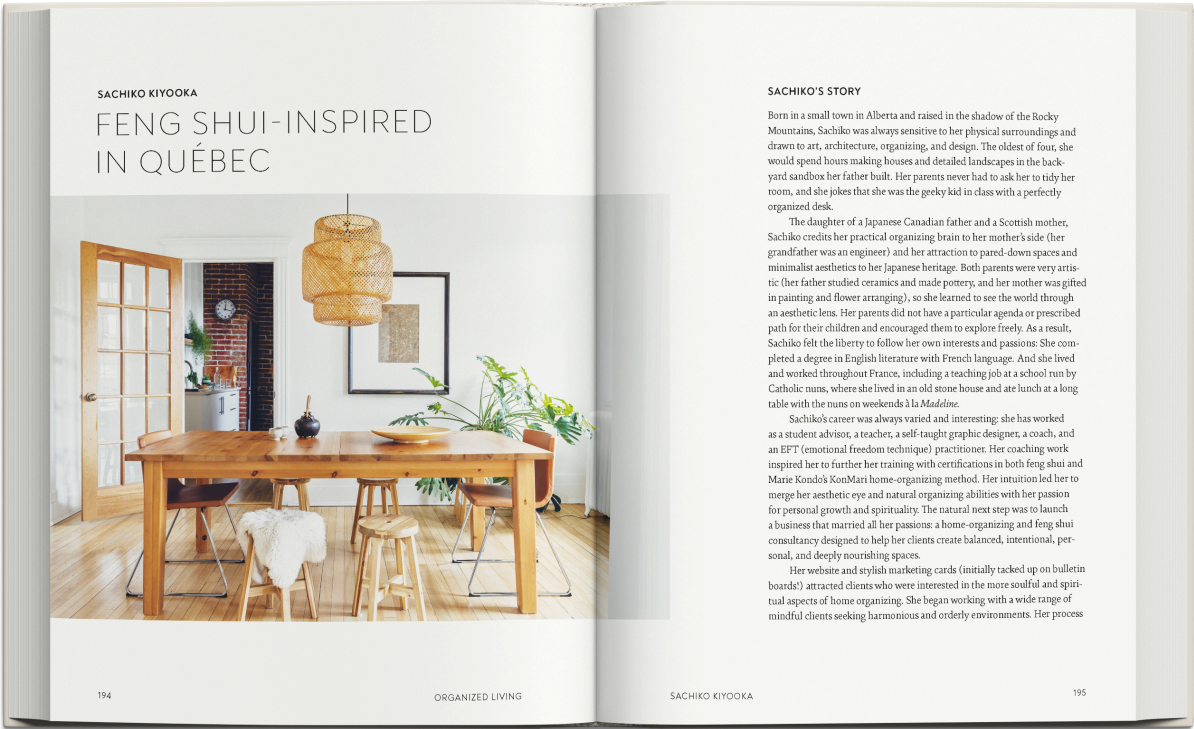 SACHIKO KIYOOKA
FENG SHUI-INSPIRED
IN QUÉBEC
194
ORGANIZED LIVING
SACHIKO'S STORY
Born in a small town in Alberta and raised in the shadow of the Rocky
Mountains, Sachiko was always sensitive to her physical surroundings and
drawn to art, architecture, organizing, and design. The oldest of four, she
would spend hours making houses and detailed landscapes in the back-
yard sandbox her father built. Her parents never had to ask her to tidy her
room, and she jokes that she was the geeky kid in class with a perfectly
organized desk.
The daughter of a Japanese Canadian father and a Scottish mother,
Sachiko credits her practical organizing brain to her mother's side (her
grandfather was an engineer) and her attraction to pared-down spaces and
minimalist aesthetics to her Japanese heritage. Both parents were very artis-
tic (her father studied ceramics and made pottery, and her mother was gifted
in painting and flower arranging), so she learned to see the world through
an aesthetic lens. Her parents did not have a particular agenda or prescribed
path for their children and encouraged them to explore freely. As a result,
Sachiko felt the liberty to follow her own interests and passions: She com-
pleted a degree in English literature with French language. And she lived
and worked throughout France, including a teaching job at a school run by
Catholic nuns, where she lived in an old stone house and ate lunch at a long
table with the nuns on weekends à la Madeline.
Sachiko's career was always varied and interesting: she has worked
as a student advisor, a teacher, a self-taught graphic designer, a coach, and
an EFT (emotional freedom technique) practitioner. Her coaching work
inspired her to further her training with certifications in both feng shui and
Marie Kondo's KonMari home-organizing method. Her intuition led her to
merge her aesthetic eye and natural organizing abilities with her passion
for personal growth and spirituality. The natural next step was to launch
a business that married all her passions: a home-organizing and feng shui
consultancy designed to help her clients create balanced, intentional, per-
sonal, and deeply nourishing spaces.
Her website and stylish marketing cards (initially tacked up on bulletin
boards!) attracted clients who were interested in the more soulful and spiri-
tual aspects of home organizing. She began working with a wide range of
mindful clients seeking harmonious and orderly environments. Her process
SACHIKO KIYOOKA
195